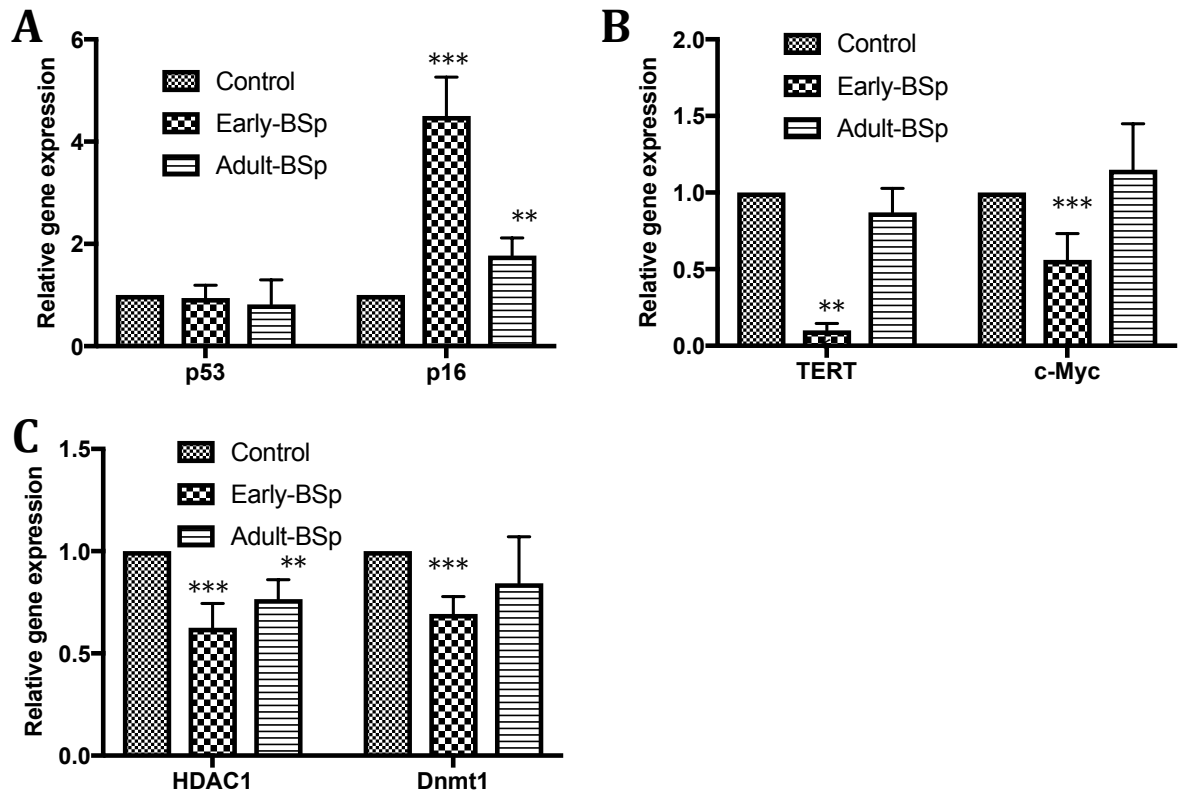 A
Relative gene expression
6
4
2
0
Control
Early-BSp
Adult-BSp
***
**
p53
p16
B
Relative gene expression
2.0
1.5
1.0
0.5
0.0
Control
Early-BSp
Adult-BSp
**
***
TERT
c-Myc
C
Relative gene expression
1.5
1.0
0.5
0.0
Control
Early-BSp
Adult-BSp
***
**
***
HDAC1
Dnmt1